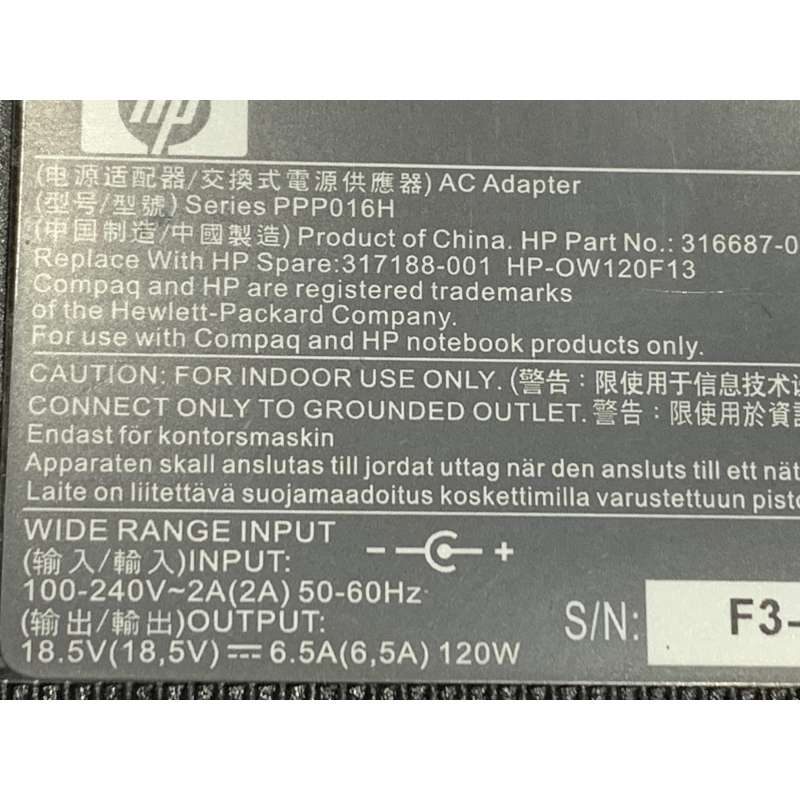 hp
(电源适配器/交換式電源供應器) AC Adapter
(型号/型號) Series PPP016H
(中国制造/中國製造) Product of China. HP Part No.: 316687-0
Replace With HP Spare:317188-001 HP-OW120F13
Compaq and HP are registered trademarks
of the Hewlett-Packard Company.
For use with Compaq and HP notebook products only.
CAUTION: FOR INDOOR USE ONLY. (警告：限使用于信息技术
CONNECT ONLY TO GROUNDED OUTLET. 警告：限使用於資
Endast för kontorsmaskin
Apparaten skall anslutas till jordat uttag när den ansluts till ett nät
Laite on liitettävä suojamaadoitus koskettimilla varustettuun pisto
WIDE RANGE INPUT
(输入/輸入)INPUT:
100-240V~2A(2A) 50-60Hz
(输出/輸出)OUTPUT:
18.5V(18,5V) ⎓ 6.5A(6,5A) 120W
S/N: F3-